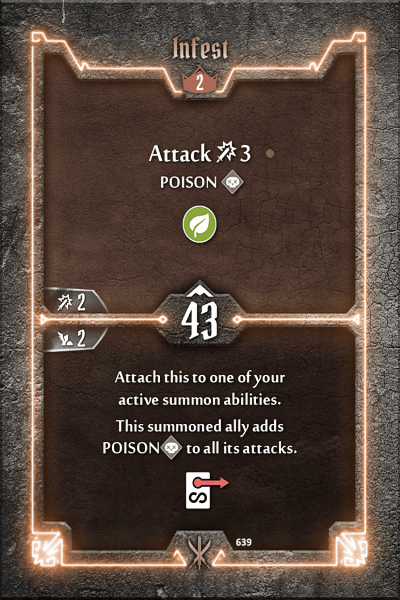 Infest
2
Attack 3
POISON
2
43
2
Attach this to one of your
active summon abilities.
This summoned ally adds
POISON to all its attacks.
639